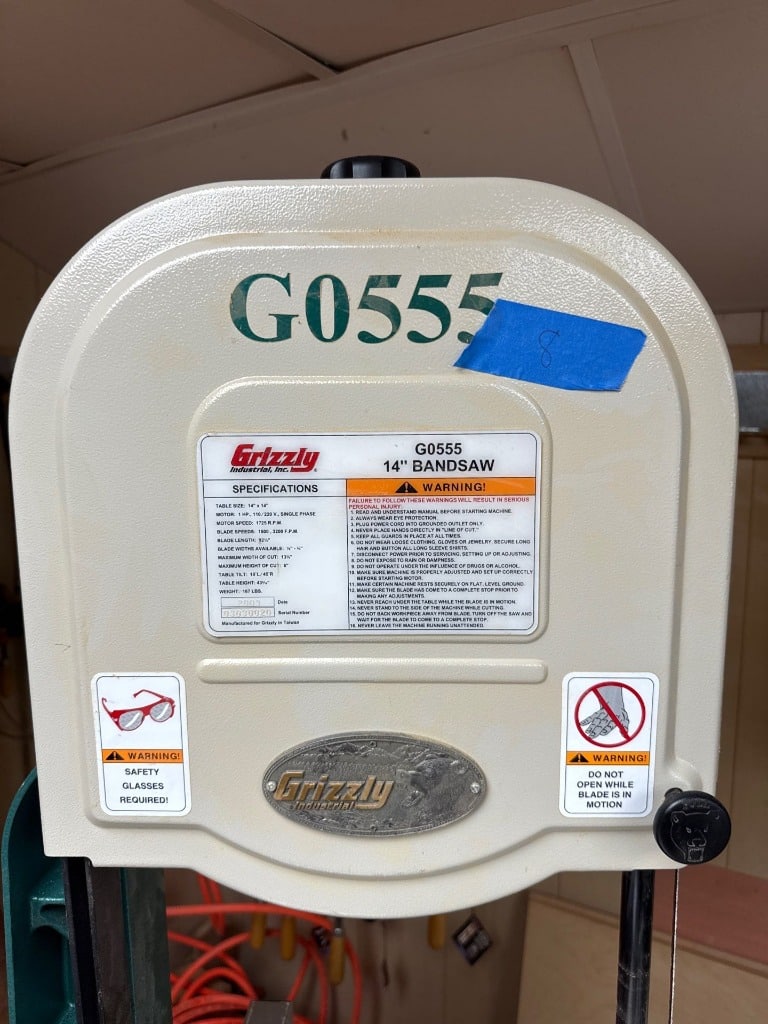 G0555
8
Grizzly
Industrial, Inc.
G0555
14" BANDSAW
SPECIFICATIONS
WARNING!
TABLE SIZE: 14" x 14"
MOTOR: 1 HP, 110/220 V., SINGLE PHASE
MOTOR SPEED: 1725 R.P.M.
BLADE SPEEDS: 1800 , 3200 F.P.M.
BLADE LENGTH:
BLADE WIDTHS AVAILABLE:
MAXIMUM WIDTH OF CUT:
MAXIMUM HEIGHT OF CUT: 6"
TABLE TILT: 10˚L / 45˚R
TABLE HEIGHT:
WEIGHT: 167 LBS.
Date
Serial Number
Manufactured for Grizzly in Taiwan
FAILURE TO FOLLOW THESE WARNINGS WILL RESULT IN SERIOUS
PERSONAL INJURY:
1. READ AND UNDERSTAND MANUAL BEFORE STARTING MACHINE.
2. ALWAYS WEAR EYE PROTECTION.
3. PLUG POWER CORD INTO GROUNDED OUTLET ONLY.
4. NEVER PLACE HANDS DIRECTLY IN "LINE OF CUT."
5. KEEP ALL GUARDS IN PLACE AT ALL TIMES.
6. DO NOT WEAR LOOSE CLOTHING, GLOVES OR JEWELRY. SECURE LONG
HAIR AND BUTTON ALL LONG SLEEVE SHIRTS.
7. DISCONNECT POWER PRIOR TO SERVICING, SETTING UP OR ADJUSTING.
8. DO NOT EXPOSE TO RAIN OR DAMPNESS.
9. DO NOT OPERATE UNDER THE INFLUENCE OF DRUGS OR ALCOHOL.
10. MAKE SURE MACHINE IS PROPERLY ADJUSTED AND SET UP CORRECTLY
BEFORE STARTING MOTOR.
11. MAKE CERTAIN MACHINE RESTS SECURELY ON FLAT, LEVEL GROUND.
12. MAKE SURE THE BLADE HAS COME TO A COMPLETE STOP PRIOR TO
MAKING ANY ADJUSTMENTS.
13. NEVER REACH UNDER THE TABLE WHILE THE BLADE IS IN MOTION.
14. NEVER STAND TO THE SIDE OF THE MACHINE WHILE CUTTING.
15. DO NOT BACK WORKPIECE AWAY FROM BLADE. TURN OFF THE SAW AND
WAIT FOR THE BLADE TO COME TO A COMPLETE STOP.
16. NEVER LEAVE THE MACHINE RUNNING UNATTENDED.
WARNING!
SAFETY
GLASSES
REQUIRED!
Grizzly
Industrial
WARNING!
DO NOT
OPEN WHILE
BLADE IS IN
MOTION